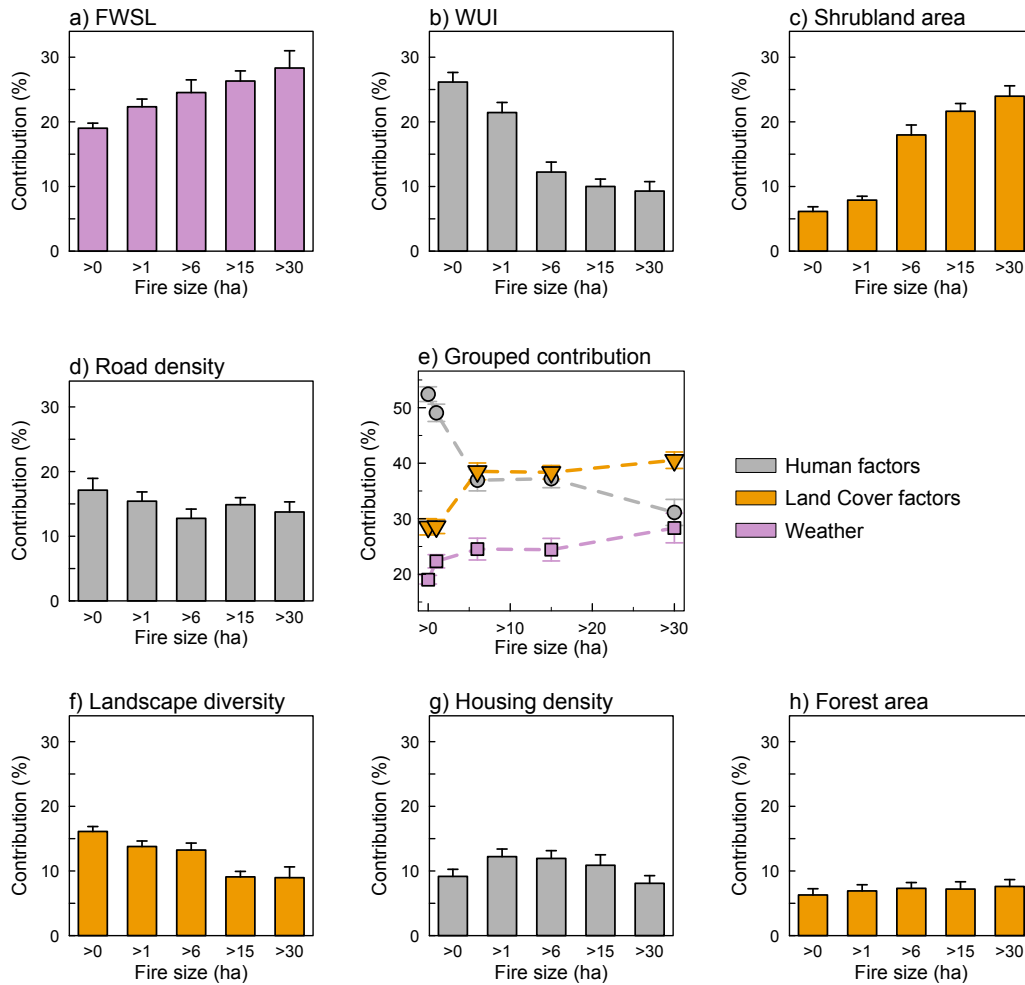 a) FWSL
Contribution (%)
30
20
10
0
>0 >1 >6 >15 >30
Fire size (ha)
b) WUI
Contribution (%)
30
20
10
0
>0 >1 >6 >15 >30
Fire size (ha)
c) Shrubland area
Contribution (%)
30
20
10
0
>0 >1 >6 >15 >30
Fire size (ha)
d) Road density
Contribution (%)
30
20
10
0
>0 >1 >6 >15 >30
Fire size (ha)
e) Grouped contribution
Contribution (%)
50
40
30
20
>0 >10 >20 >30
Fire size (ha)
Human factors
Land Cover factors
Weather
f) Landscape diversity
Contribution (%)
30
20
10
0
>0 >1 >6 >15 >30
Fire size (ha)
g) Housing density
Contribution (%)
30
20
10
0
>0 >1 >6 >15 >30
Fire size (ha)
h) Forest area
Contribution (%)
30
20
10
0
>0 >1 >6 >15 >30
Fire size (ha)